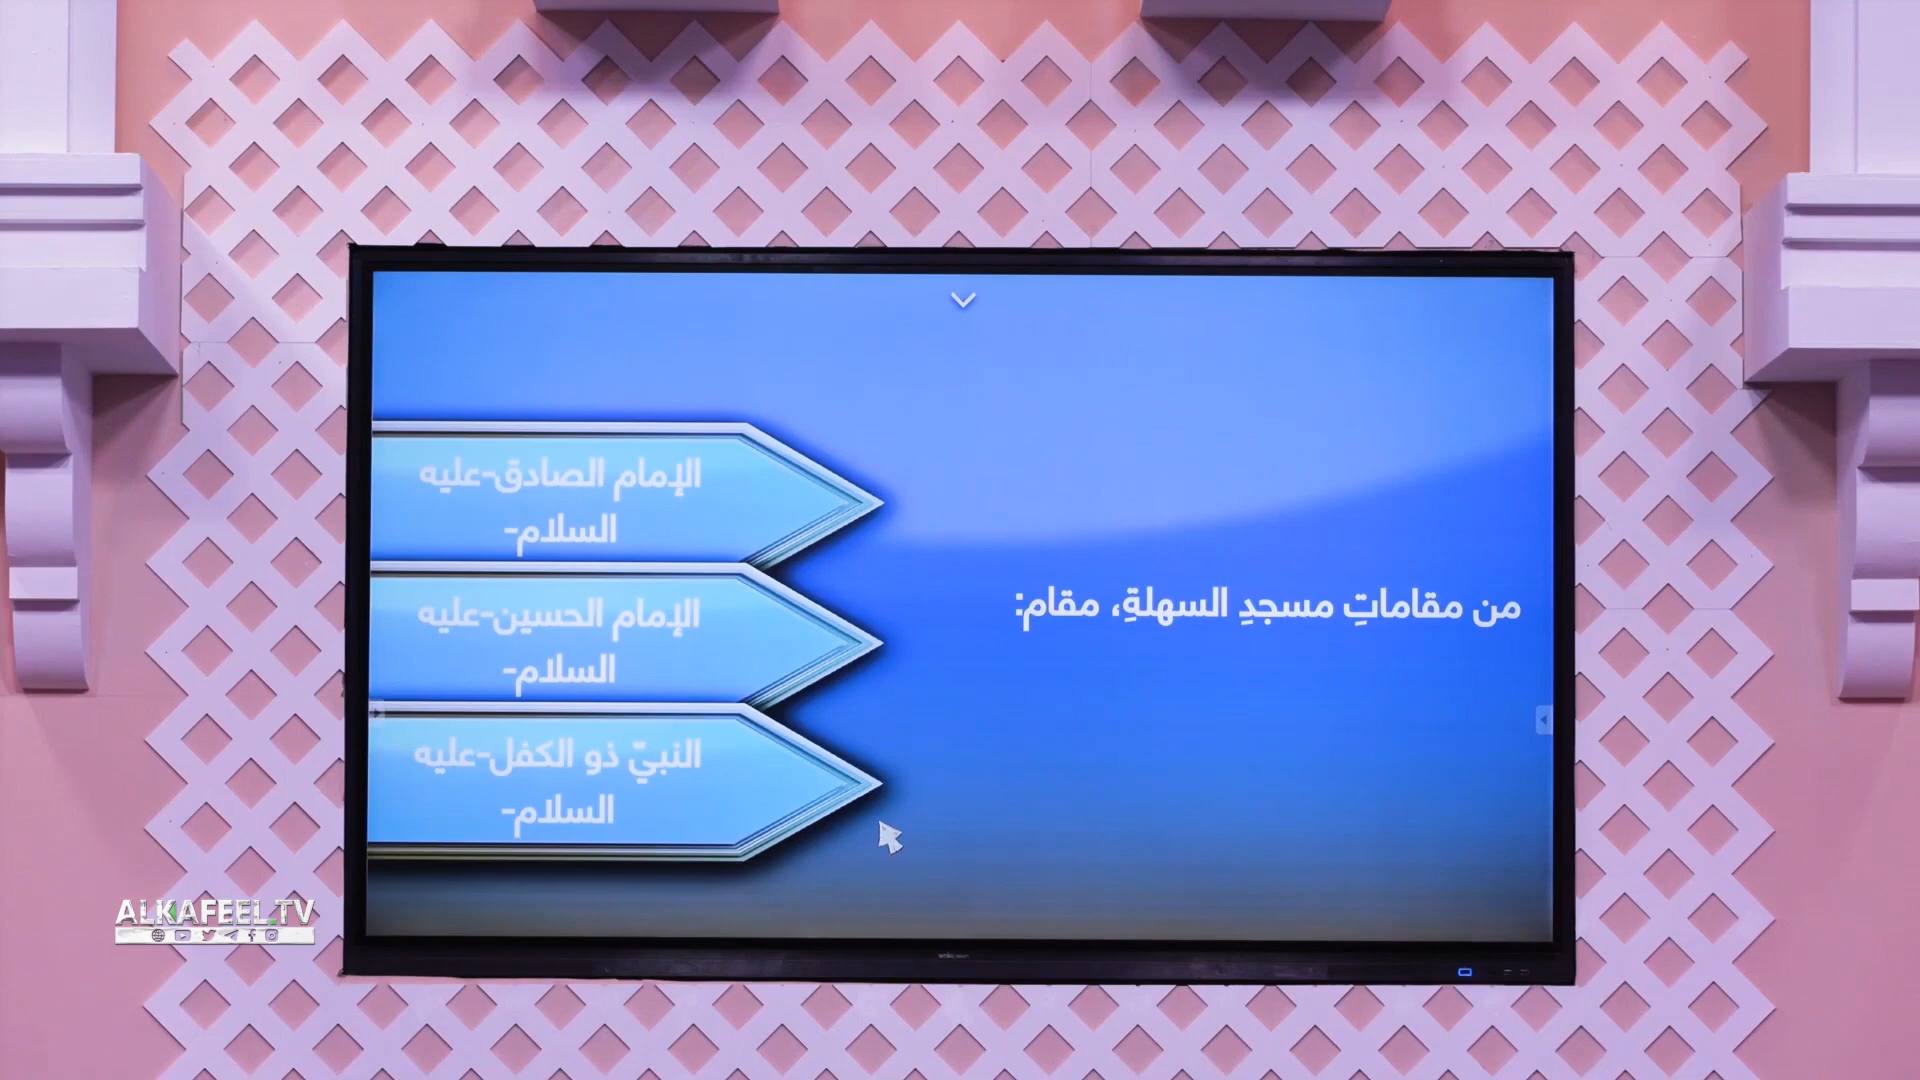 من مقاماتِ مسجدِ السهلةِ، مقام:
الإمام الصادق-عليه
السلام-
الإمام الحسين-عليه
السلام-
النبيّ ذو الكفل-عليه
السلام-
ALKAFEEL.TV